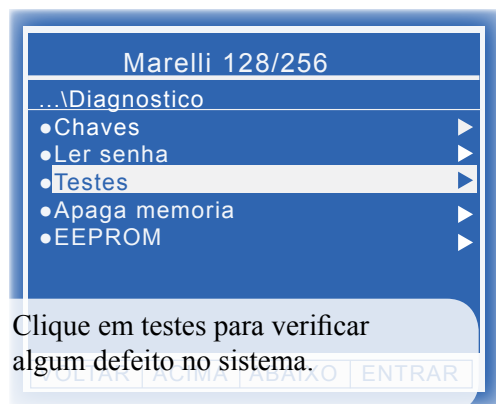 Marelli 128/256
...\Diagnostico
●Chaves
●Ler senha
●Testes
●Apaga memoria
●EEPROM
Clique em testes para verificar
algum defeito no sistema.
VOLTAR ACIMA ABAIXO ENTRAR